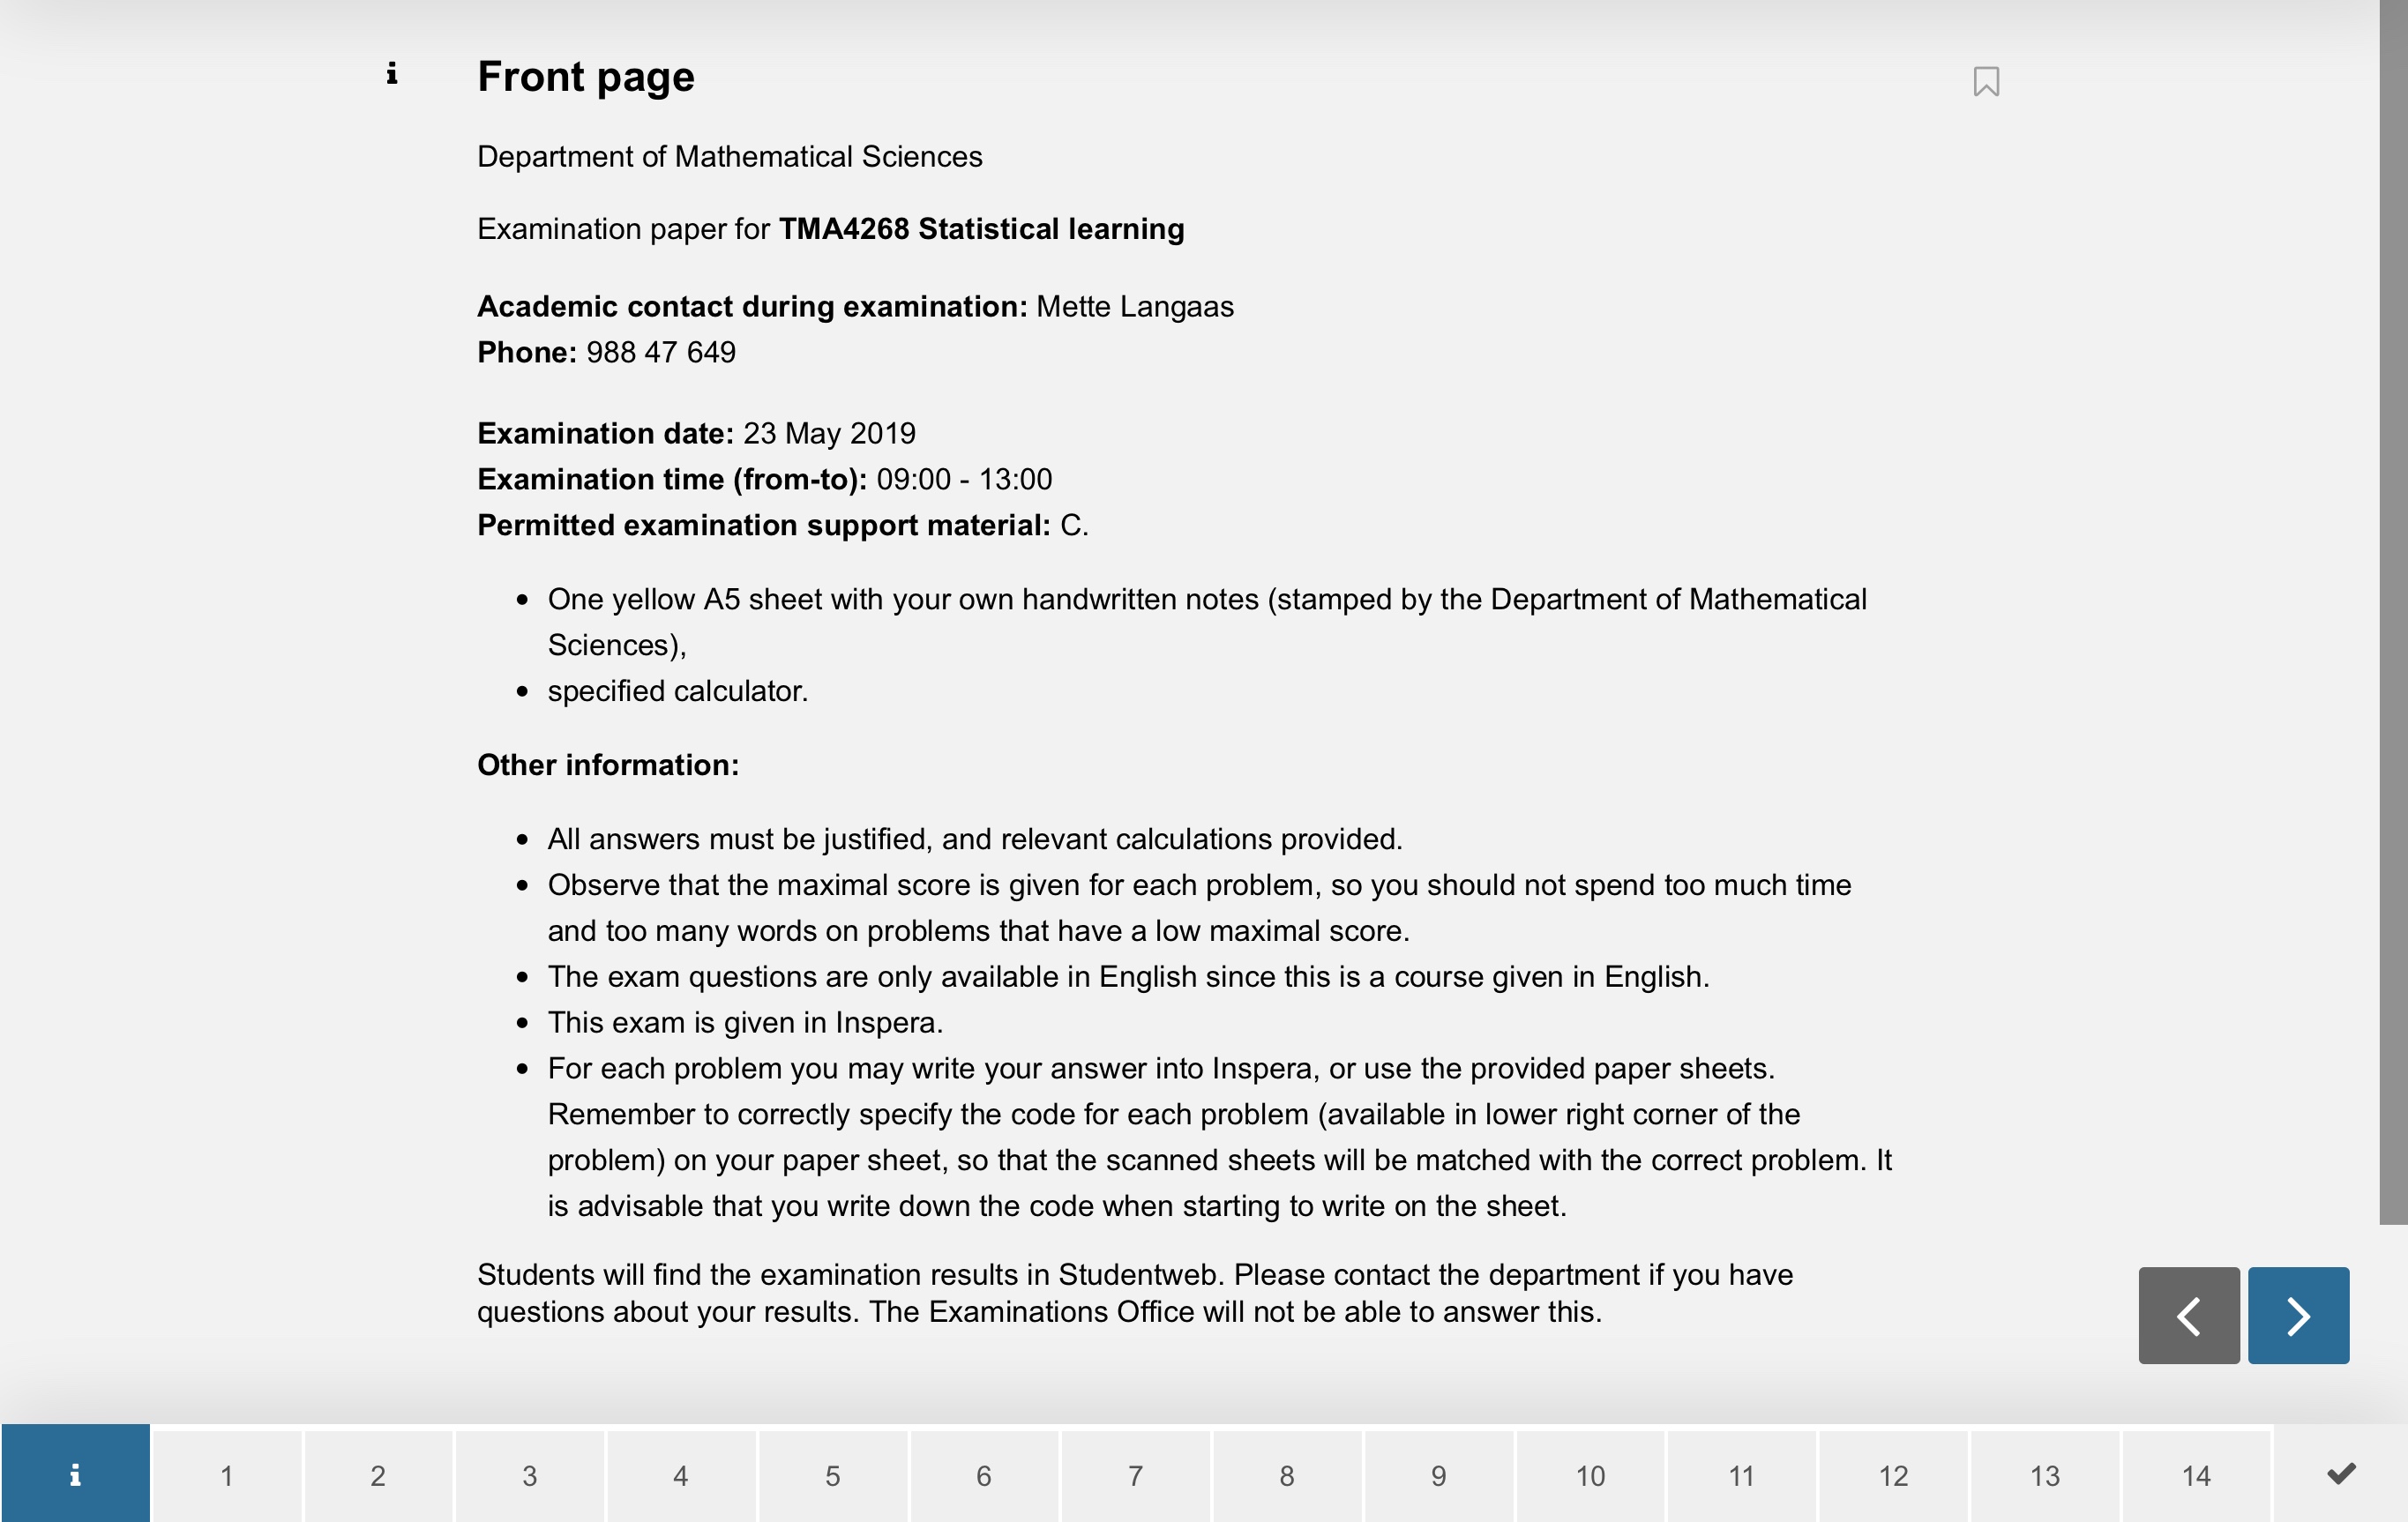 Front page
Department of Mathematical Sciences
Examination paper for TMA4268 Statistical learning
Academic contact during examination: Mette Langaas
Phone: 988 47 649
Examination date: 23 May 2019
Examination time (from-to): 09:00 - 13:00
Permitted examination support material: C.
• One yellow A5 sheet with your own handwritten notes (stamped by the Department of Mathematical
Sciences),
• specified calculator.
Other information:
• All answers must be justified, and relevant calculations provided.
• Observe that the maximal score is given for each problem, so you should not spend too much time
and too many words on problems that have a low maximal score.
• The exam questions are only available in English since this is a course given in English.
• This exam is given in Inspera.
• For each problem you may write your answer into Inspera, or use the provided paper sheets.
Remember to correctly specify the code for each problem (available in lower right corner of the
problem) on your paper sheet, so that the scanned sheets will be matched with the correct problem. It
is advisable that you write down the code when starting to write on the sheet.
Students will find the examination results in Studentweb. Please contact the department if you have
questions about your results. The Examinations Office will not be able to answer this.
i 1 2 3 4 5 6 7 8 9 10 11 12 13 14